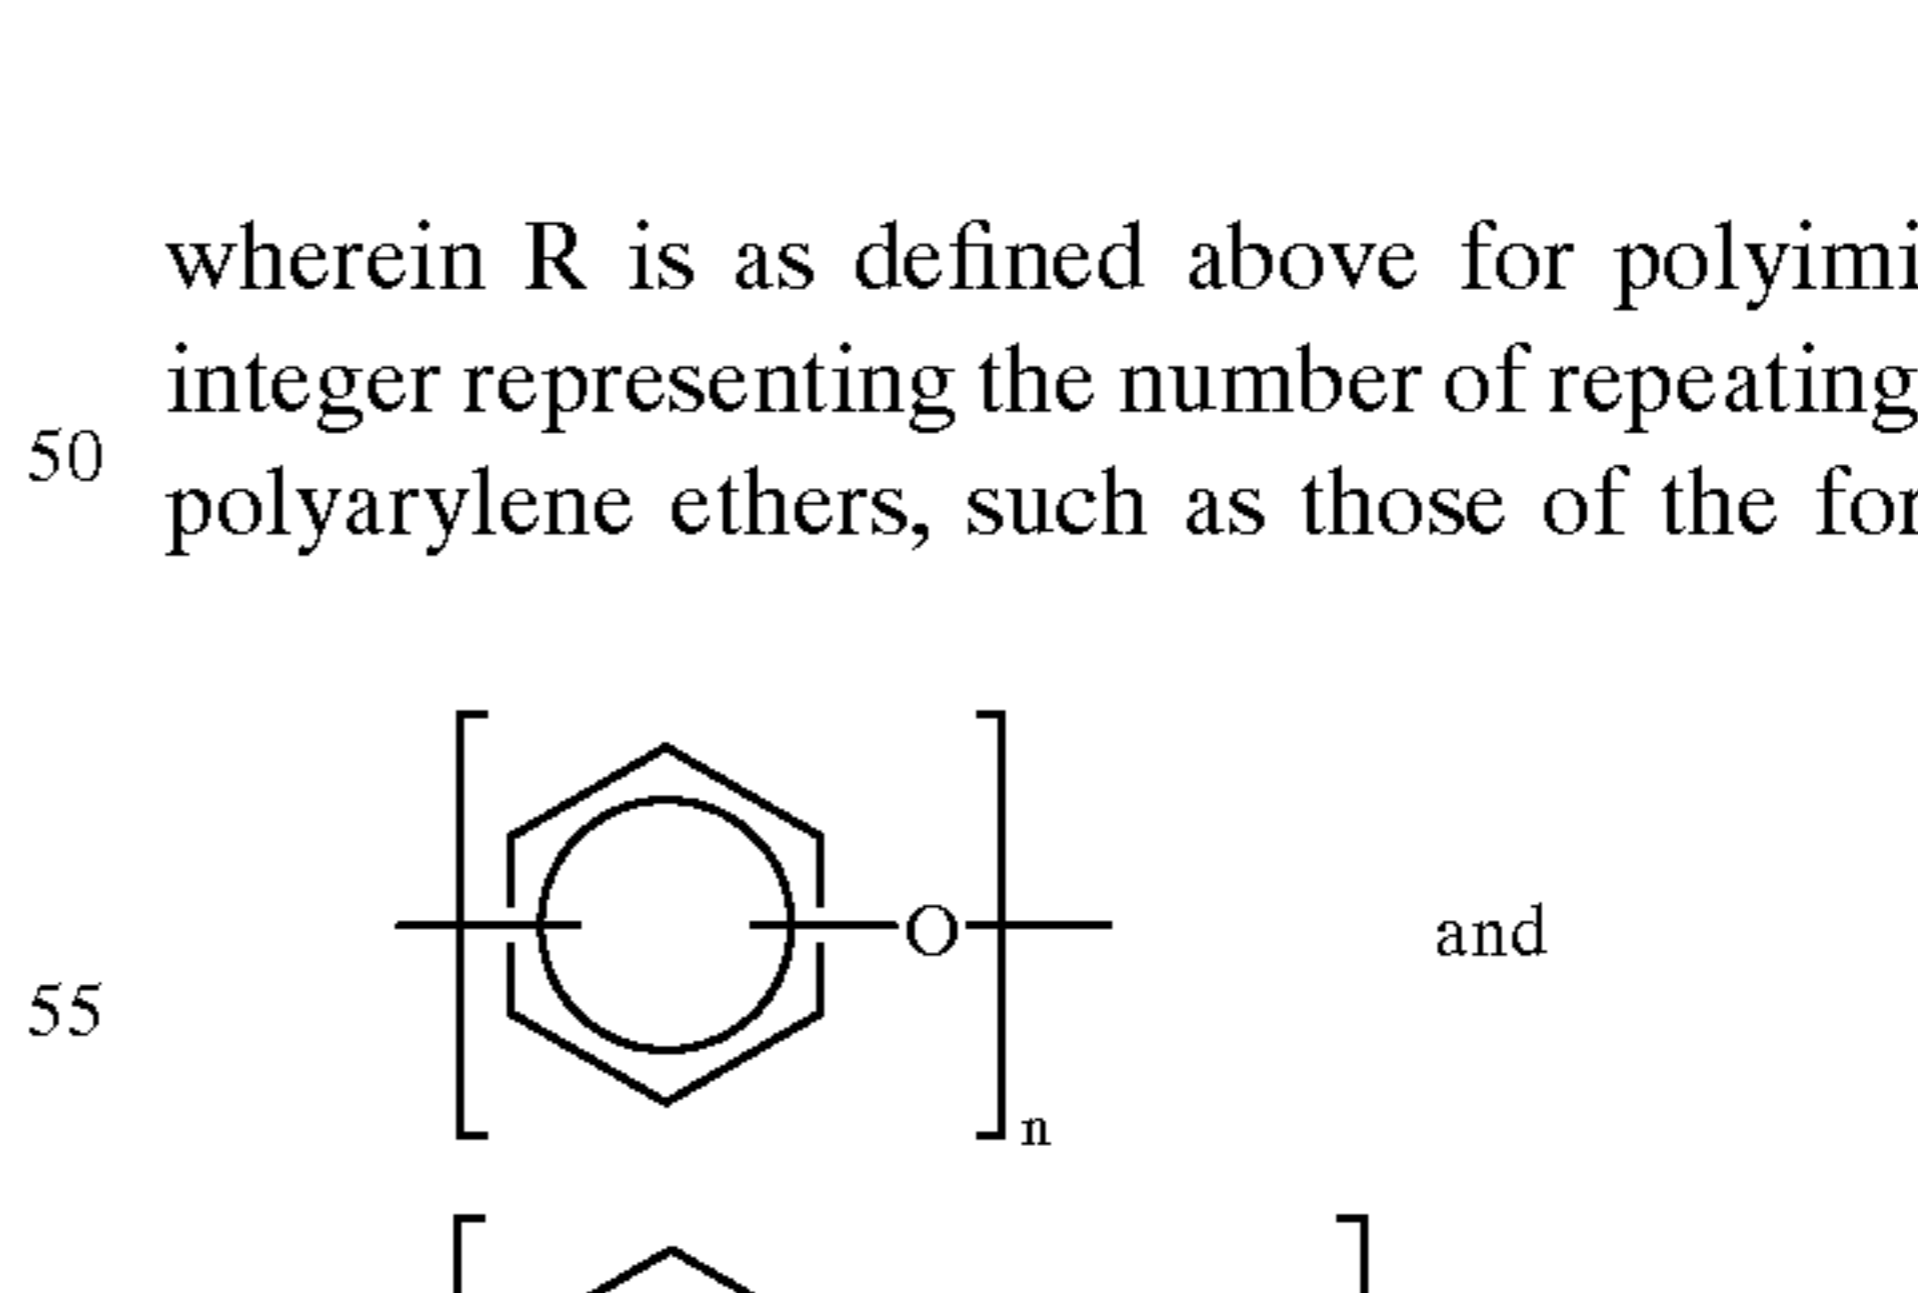 wherein R is as defined above for polyimi
integer representing the number of repeating
50
polyarylene ethers, such as those of the for
O
and
55
n